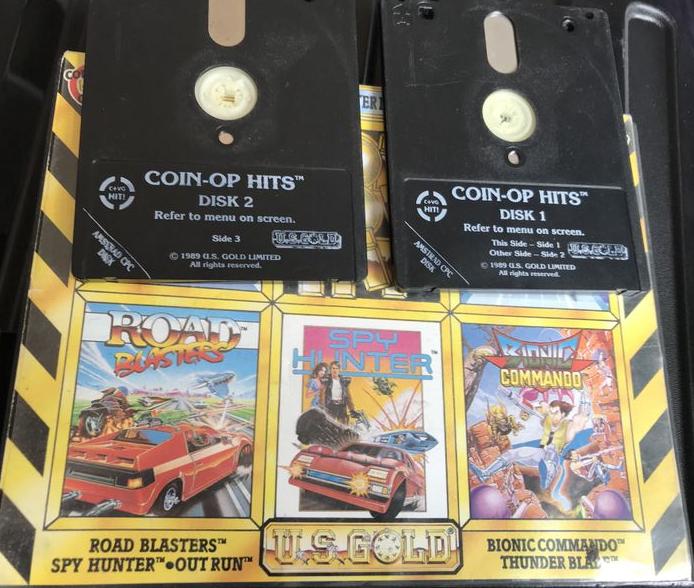 C+VG
HIT!
COIN-OP HITS™
DISK 2
Refer to menu on screen.
Side 3
U.S.GOLD
AMSTRAD CPC
DISK
© 1989 U.S. GOLD LIMITED
All rights reserved.
C+VG
HIT!
COIN-OP HITS™
DISK 1
Refer to menu on screen.
This Side – Side 1
Other Side – Side 2
U.S.GOLD
AMSTRAD CPC
DISK
© 1989 U.S. GOLD LIMITED
All rights reserved.
ROAD
BLASTERS™
SPY
HUNTER™
BIONIC
COMMANDO
ROAD BLASTERS™
SPY HUNTER™•OUT RUN™
U.S.GOLD
BIONIC COMMANDO™
THUNDER